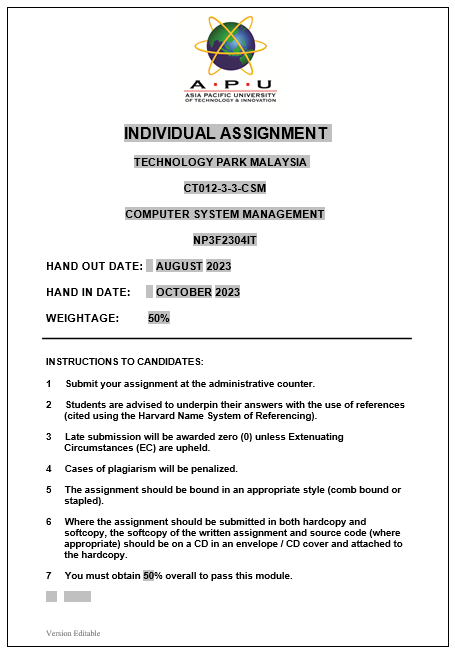 A · P · U
ASIA PACIFIC UNIVERSITY
OF TECHNOLOGY & INNOVATION
INDIVIDUAL ASSIGNMENT
TECHNOLOGY PARK MALAYSIA
CT012-3-3-CSM
COMPUTER SYSTEM MANAGEMENT
NP3F2304IT
HAND OUT DATE: AUGUST 2023
HAND IN DATE: OCTOBER 2023
WEIGHTAGE: 50%
INSTRUCTIONS TO CANDIDATES:
1 Submit your assignment at the administrative counter.
2 Students are advised to underpin their answers with the use of references
(cited using the Harvard Name System of Referencing).
3 Late submission will be awarded zero (0) unless Extenuating
Circumstances (EC) are upheld.
4 Cases of plagiarism will be penalized.
5 The assignment should be bound in an appropriate style (comb bound or
stapled).
6 Where the assignment should be submitted in both hardcopy and
softcopy, the softcopy of the written assignment and source code (where
appropriate) should be on a CD in an envelope / CD cover and attached to
the hardcopy.
7 You must obtain 50% overall to pass this module.
Version Editable